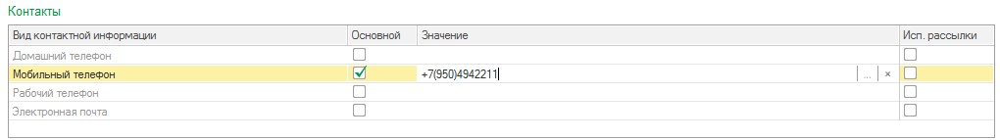 Контакты
Вид контактной информации Основной Значение Исп. рассылки
Домашний телефон
Мобильный телефон +7(950)4942211 ... ×
Рабочий телефон
Электронная почта